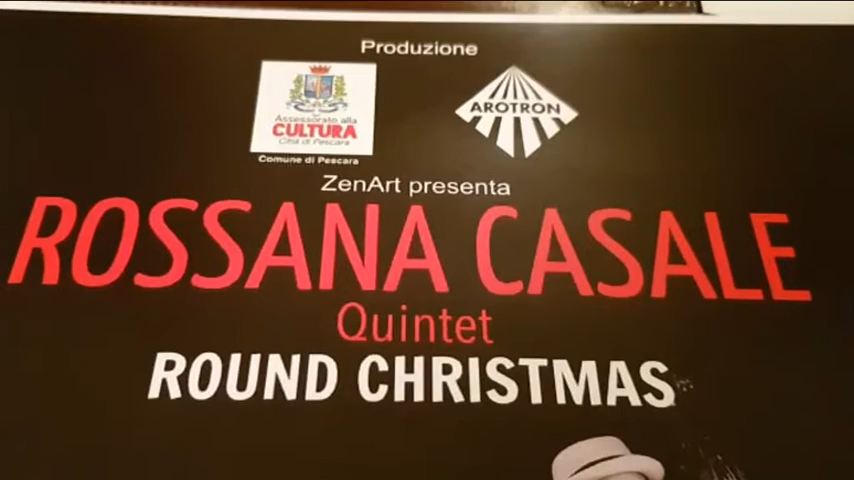 Produzione
Assessorato alla
CULTURA
Città di Pescara
Comune di Pescara
AROTRON
ZenArt presenta
ROSSANA CASALE
Quintet
ROUND CHRISTMAS